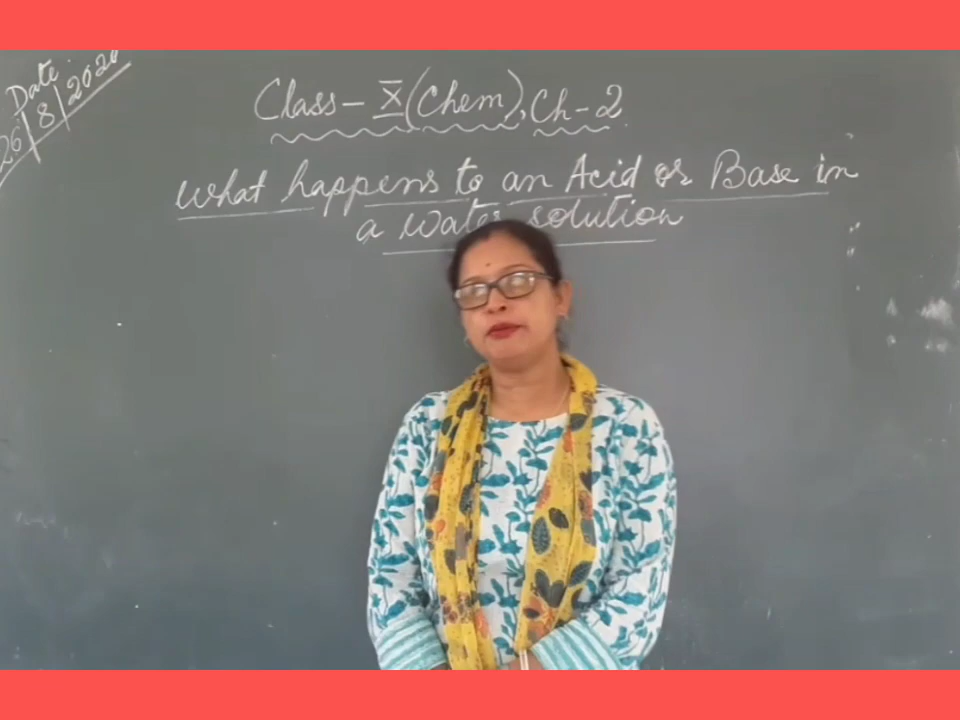 Date:
26/8/2020
Class - X (Chem), Ch-2
What happens to an Acid or Base in
a water solution